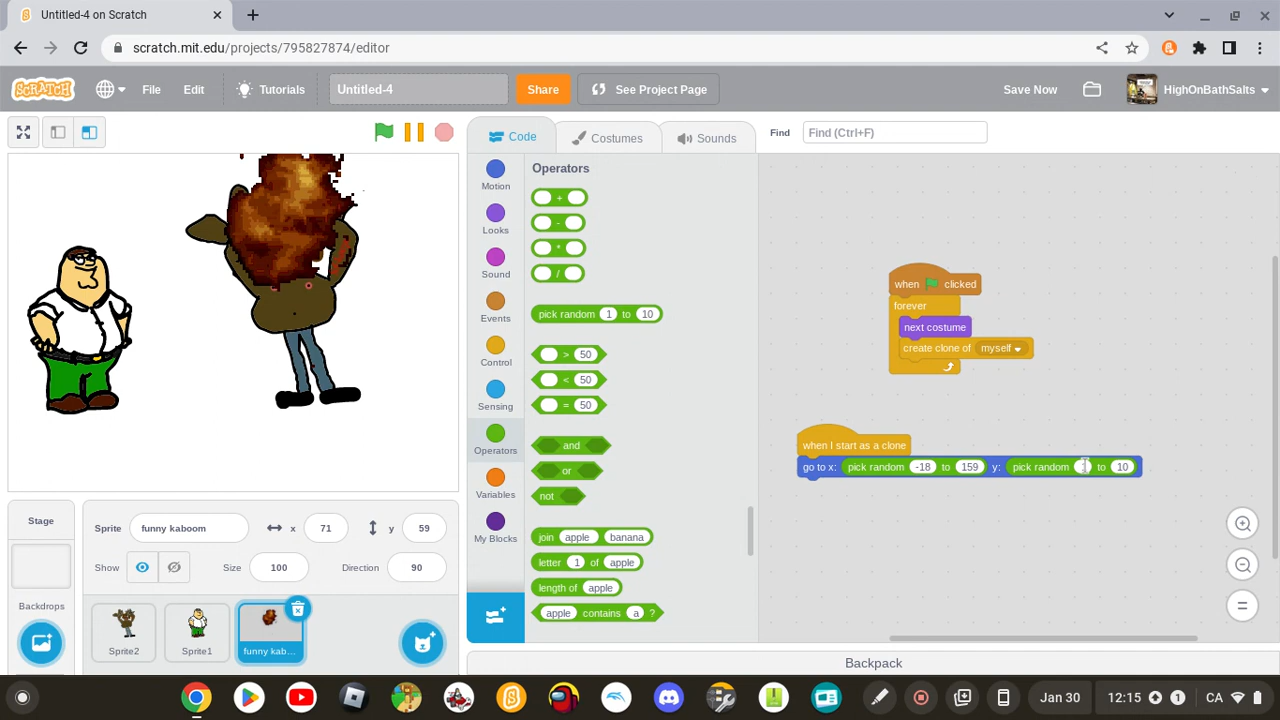 Untitled-4 on Scratch
scratch.mit.edu/projects/795827874/editor
SCRATCH
File
Edit
Tutorials
Untitled-4
Share
See Project Page
Save Now
HighOnBathSalts
Code
Costumes
Sounds
Find
Find (Ctrl+F)
Motion
Looks
Sound
Events
Control
Sensing
Operators
Variables
My Blocks
Operators
+
-
*
/
pick random 1 to 10
> 50
< 50
= 50
and
or
not
join apple banana
letter 1 of apple
length of apple
apple contains a ?
when clicked
forever
next costume
create clone of myself
when I start as a clone
go to x: pick random -18 to 159 y: pick random to 10
Sprite funny kaboom x 71 y 59
Show Size 100 Direction 90
Sprite2
Sprite1
funny kab...
Stage
Backdrops
Backpack
Jan 30
12:15
1
CA